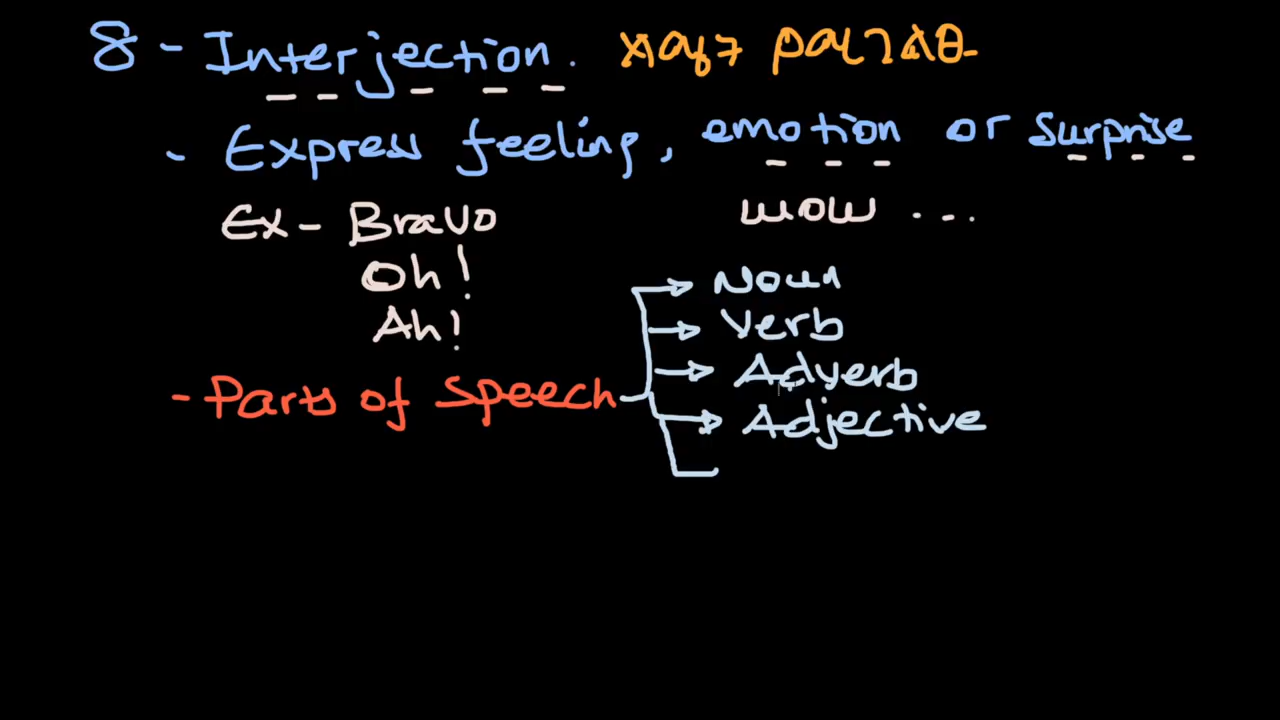 8 - Interjection.
- Express feeling, emotion or surprise
Ex - Bravo wow ...
Oh!
Ah!
- Parts of speech
→ Noun
→ Verb
→ Adverb
→ Adjective